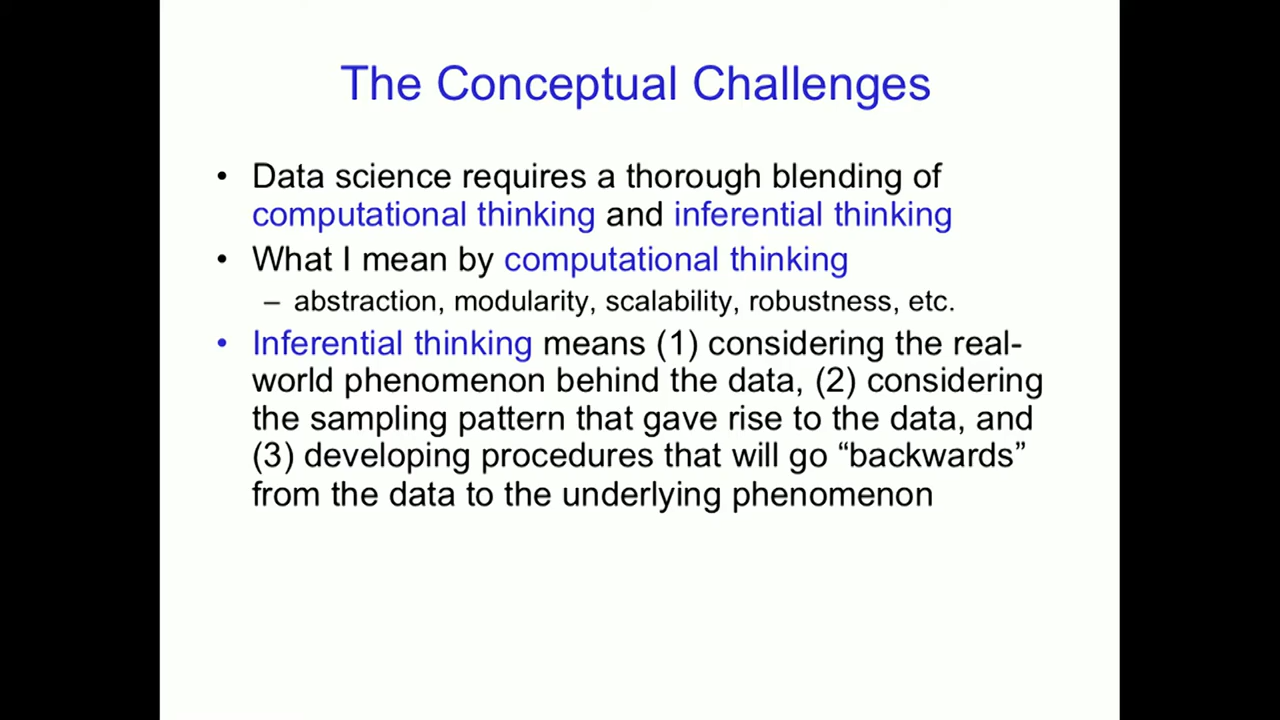 The Conceptual Challenges
• Data science requires a thorough blending of
computational thinking and inferential thinking
• What I mean by computational thinking
– abstraction, modularity, scalability, robustness, etc.
• Inferential thinking means (1) considering the real-
world phenomenon behind the data, (2) considering
the sampling pattern that gave rise to the data, and
(3) developing procedures that will go “backwards”
from the data to the underlying phenomenon